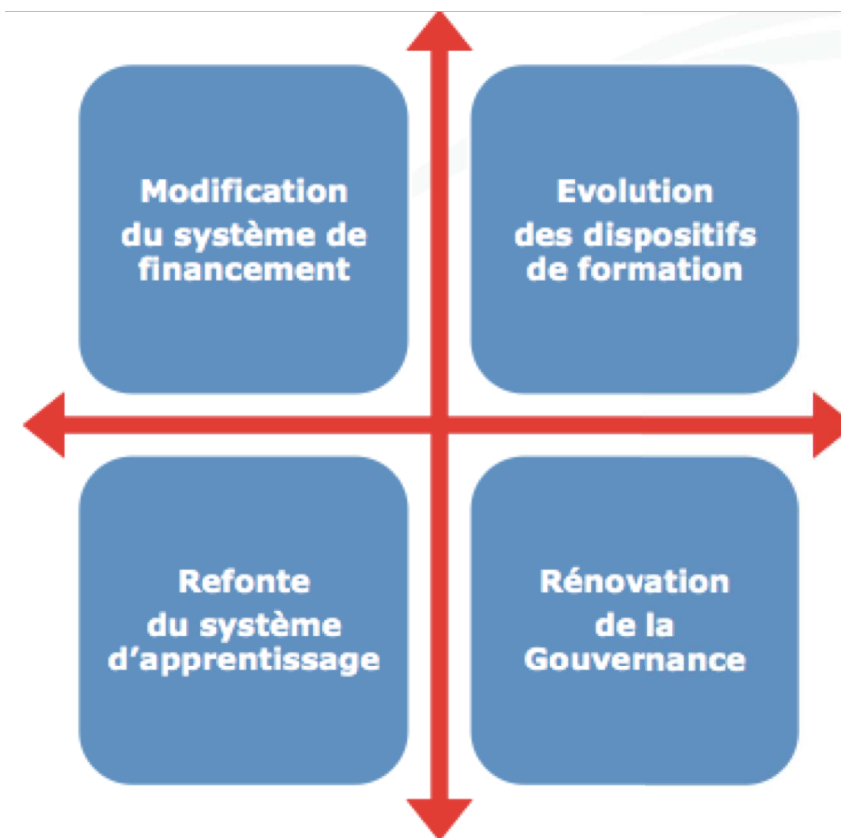 Modification
du système de
financement
Evolution
des dispositifs
de formation
Refonte
du système
d’apprentissage
Rénovation
de la
Gouvernance